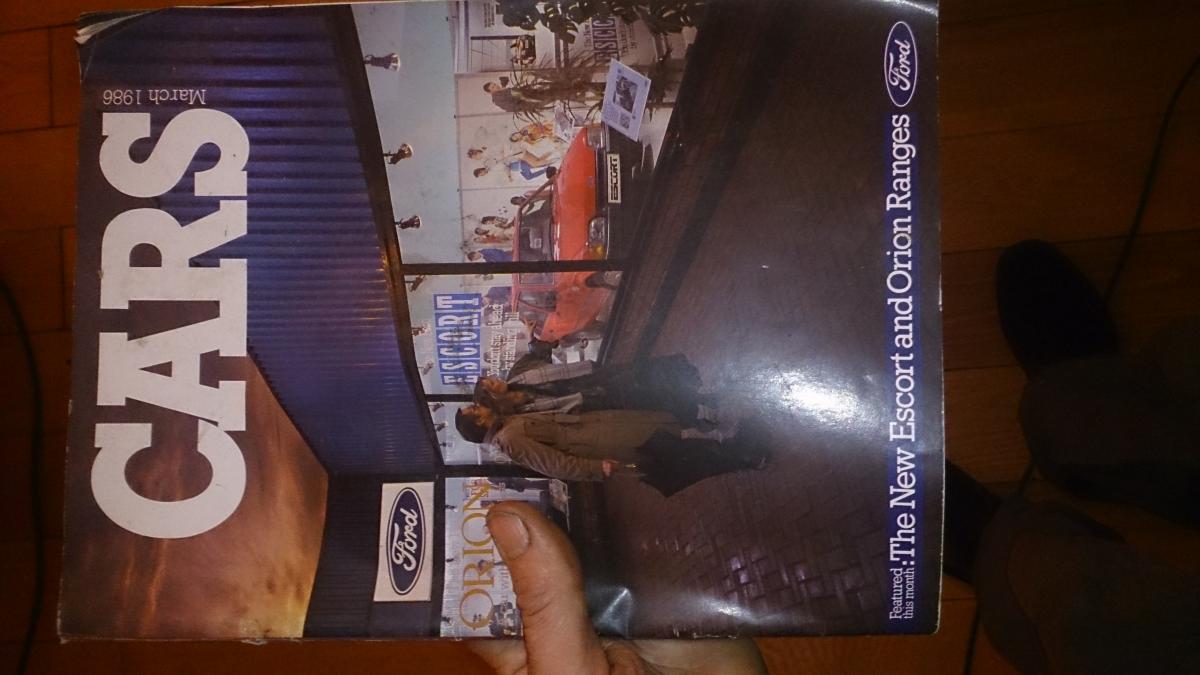 March 1986
CARS
ESCORT
ESCORT
Ford
ORION
Featured
this month: The New Escort and Orion Ranges
Ford